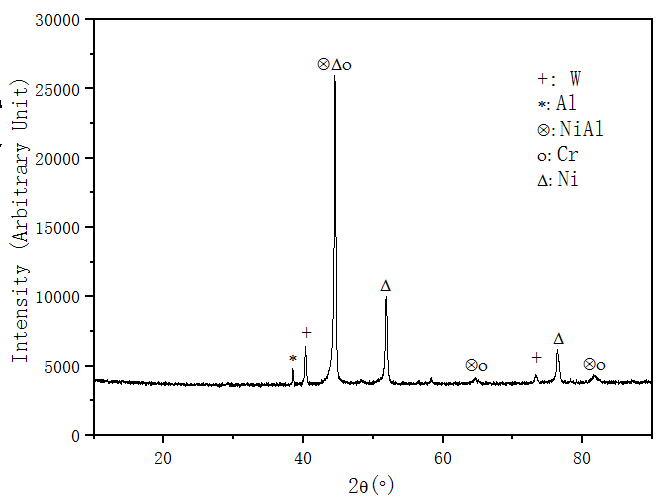 30000
25000
20000
15000
10000
5000
0
Intensity (Arbitrary Unit)
⊗Δo
+: W
*: Al
⊗: NiAl
o: Cr
Δ: Ni
Δ
+
*
⊗o
+
Δ
⊗o
20 40 60 80
2θ(°)